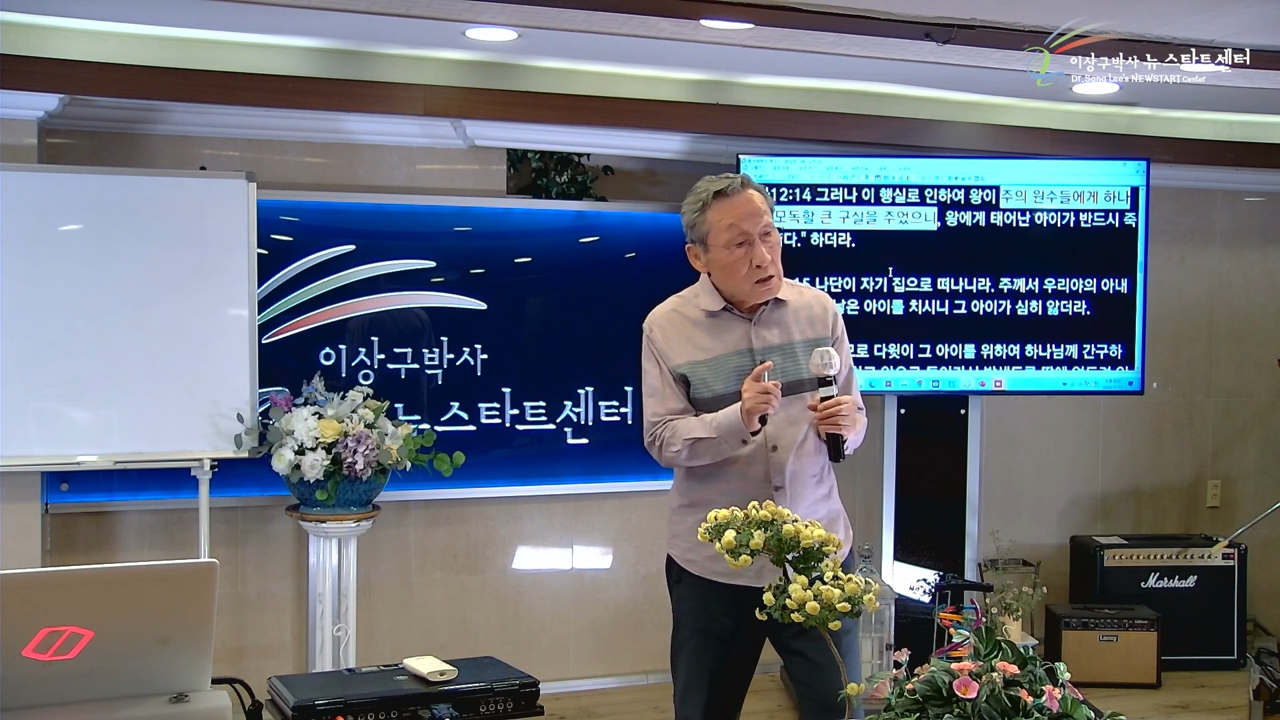 이상구박사 뉴스타트센터
Dr. Sang Lee's NEWSTART Center
12:14 그러나 이 행실로 인하여 왕이 주의 원수들에게 하나
모독할 큰 구실을 주었으니, 왕에게 태어난 아이가 반드시 죽
다." 하더라.
나단이 자기 집으로 떠나니라. 주께서 우리야의 아내
낳은 아이를 치시니 그 아이가 심히 앓더라.
로 다윗이 그 아이를 위하여 하나님께 간구하
이상구박사
뉴스타트센터
Marshall
Laney